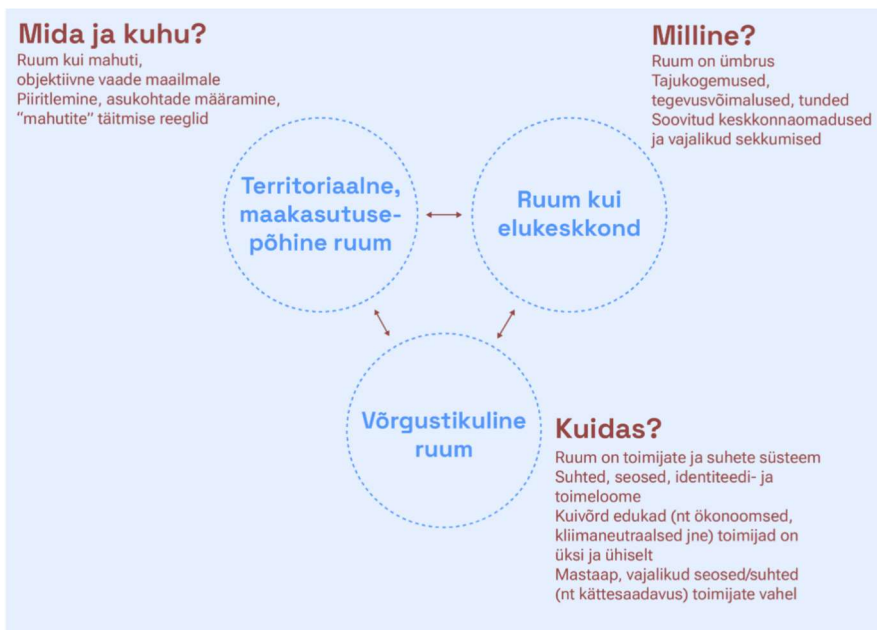 Mida ja kuhu?
Ruum kui mahuti,
objektiivne vaade maailmale
Piiritlemine, asukohtade määramine,
"mahutite" täitmise reeglid
Milline?
Ruum on ümbrus
Tajukogemused,
tegevusvõimalused, tunded
Soovitud keskkonnaomadused
ja vajalikud sekkumised
Territoriaalne,
maakasutuse-
põhine ruum
Ruum kui
elukeskkond
Võrgustikuline
ruum
Kuidas?
Ruum on toimijate ja suhete süsteem
Suhted, seosed, identiteedi- ja
toimeloome
Kuivõrd edukad (nt ökonoomsed,
kliimaneutraalsed jne) toimijad on
üksi ja ühiselt
Mastaap, vajalikud seosed/suhted
(nt kättesaadavus) toimijate vahel